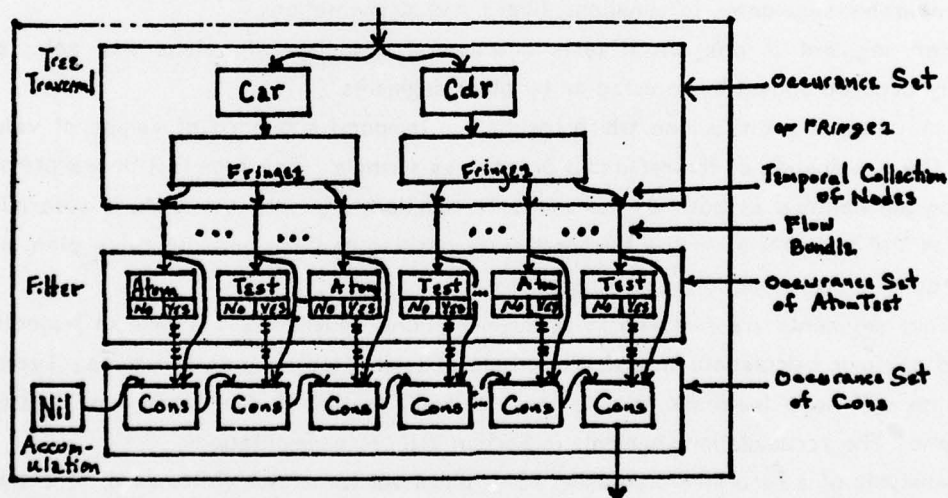 Tree
Traversal
Car
Cdr
Occurance Set
of Fringe2
Fringe2
Fringe2
Temporal Collection
of Nodes
...
...
...
...
Flow
Bundle
Filter
Atom
Test
Atom
Test
...
Atom
Test
No Yes
No Yes
No Yes
No Yes
No Yes
No Yes
Occurance Set
of AtomTest
Nil
Cons
Cons
Cons
Cons
...
Cons
Cons
Occurance Set
of Cons
Accum-
ulation